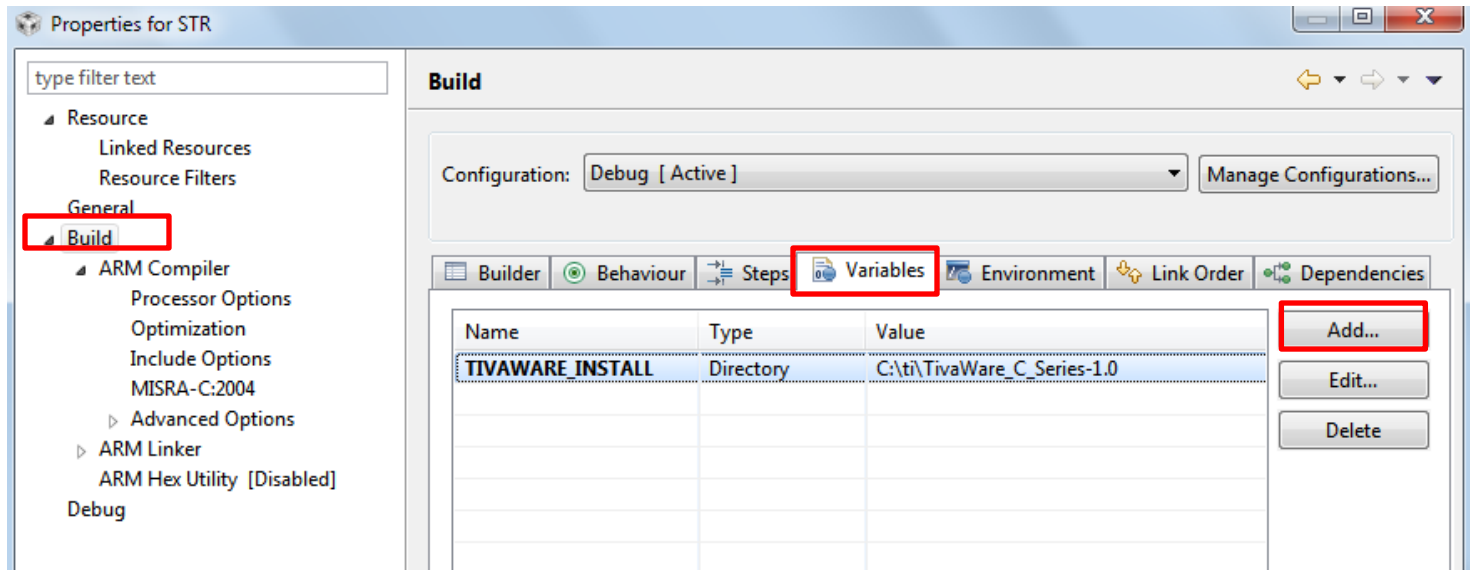 Properties for STR
type filter text
Resource
Linked Resources
Resource Filters
General
Build
ARM Compiler
Processor Options
Optimization
Include Options
MISRA-C:2004
Advanced Options
ARM Linker
ARM Hex Utility [Disabled]
Debug
Build
Configuration: Debug [ Active ] Manage Configurations...
Builder Behaviour Steps Variables Environment Link Order Dependencies
Name Type Value
TIVAWARE_INSTALL Directory C:\ti\TivaWare_C_Series-1.0
Add...
Edit...
Delete